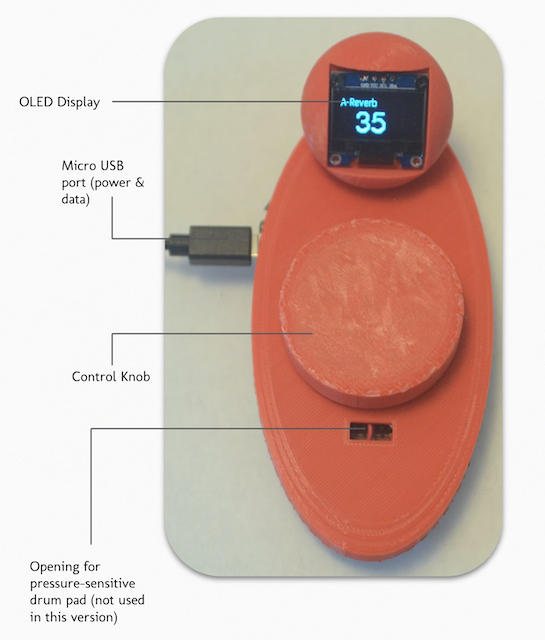 OLED Display
A-Reverb
35
Micro USB
port (power &
data)
Control Knob
Opening for
pressure-sensitive
drum pad (not used
in this version)